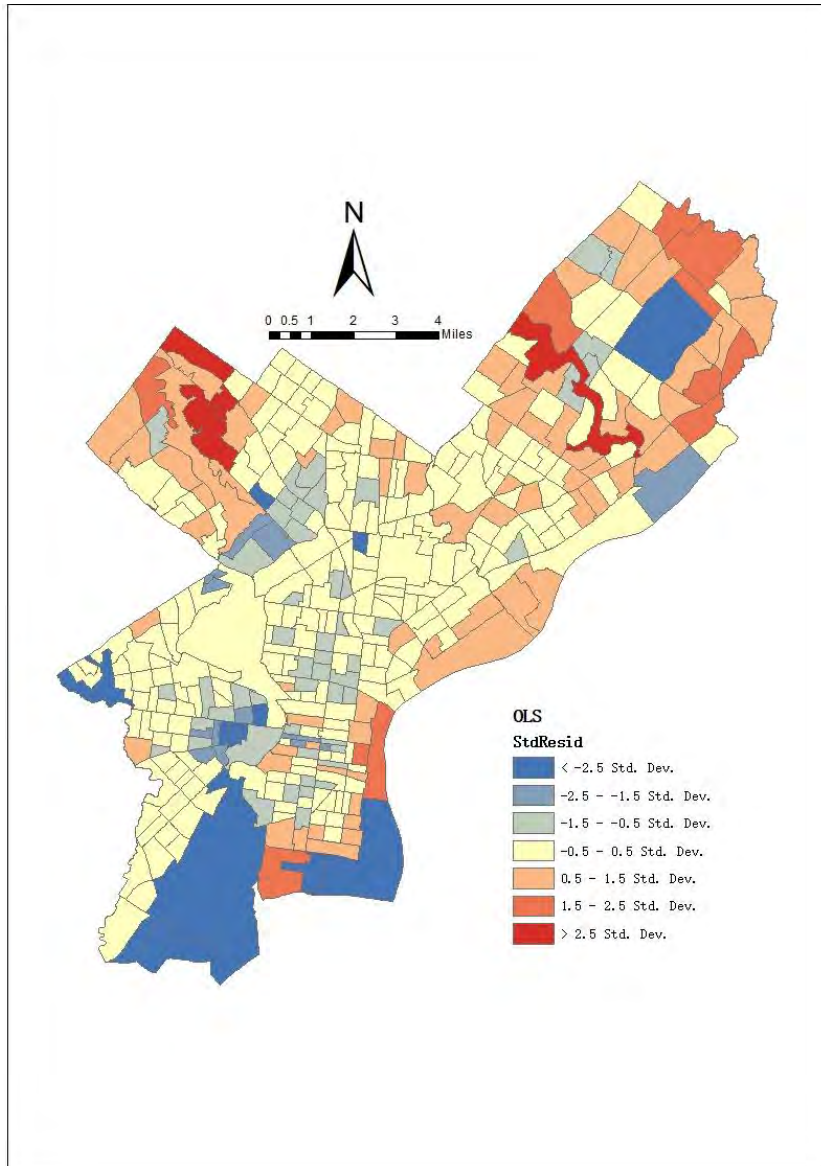 N
0 0.5 1 2 3 4
Miles
OLS
StdResid
< -2.5 Std. Dev.
-2.5 - -1.5 Std. Dev.
-1.5 - -0.5 Std. Dev.
-0.5 - 0.5 Std. Dev.
0.5 - 1.5 Std. Dev.
1.5 - 2.5 Std. Dev.
> 2.5 Std. Dev.